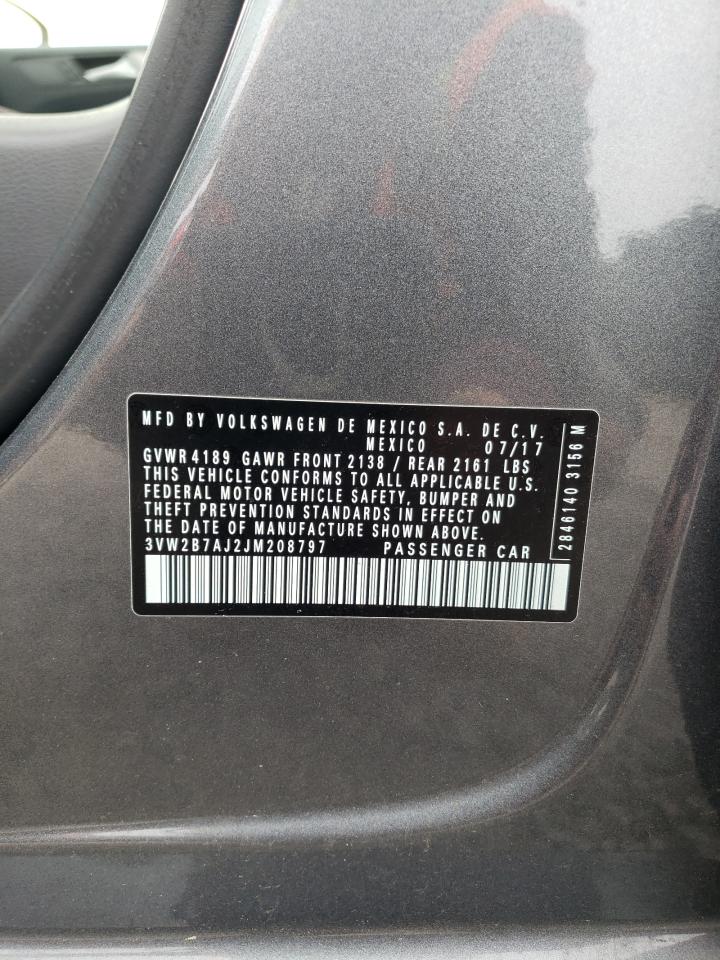 MFD BY VOLKSWAGEN DE MEXICO S.A. DE C.V.
MEXICO 07/17
GVWR 4189 GAWR FRONT 2138 / REAR 2161 LBS
THIS VEHICLE CONFORMS TO ALL APPLICABLE U.S.
FEDERAL MOTOR VEHICLE SAFETY, BUMPER AND
THEFT PREVENTION STANDARDS IN EFFECT ON
THE DATE OF MANUFACTURE SHOWN ABOVE.
3VW2B7AJ2JM208797 PASSENGER CAR
2846140 3156 M